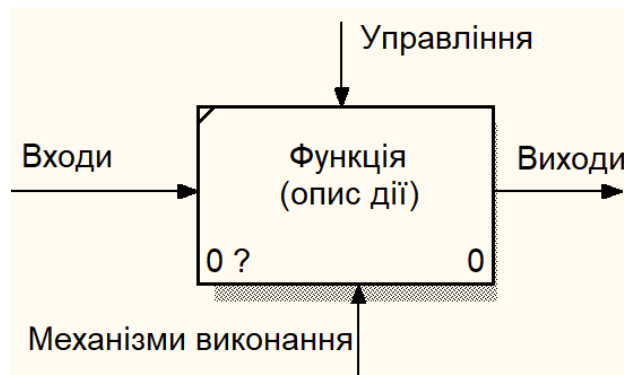 Управління
Входи
Функція
(опис дії)
Виходи
0 ?
0
Механізми виконання